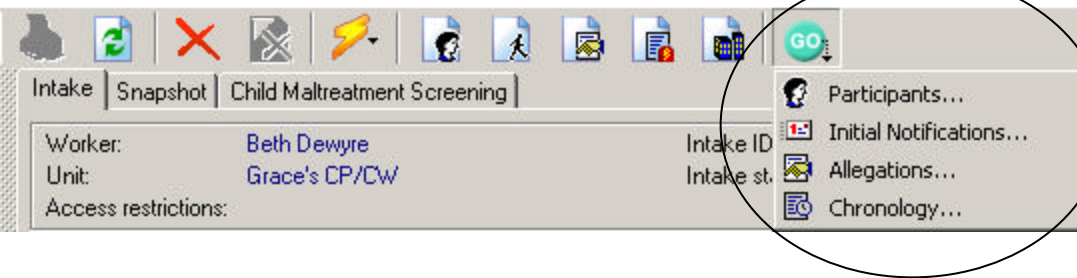 GO
Intake Snapshot Child Maltreatment Screening
Participants...
Worker: Beth Dewyre Intake ID
Initial Notifications...
Unit: Grace's CP/CW Intake st
Allegations...
Access restrictions:
Chronology...